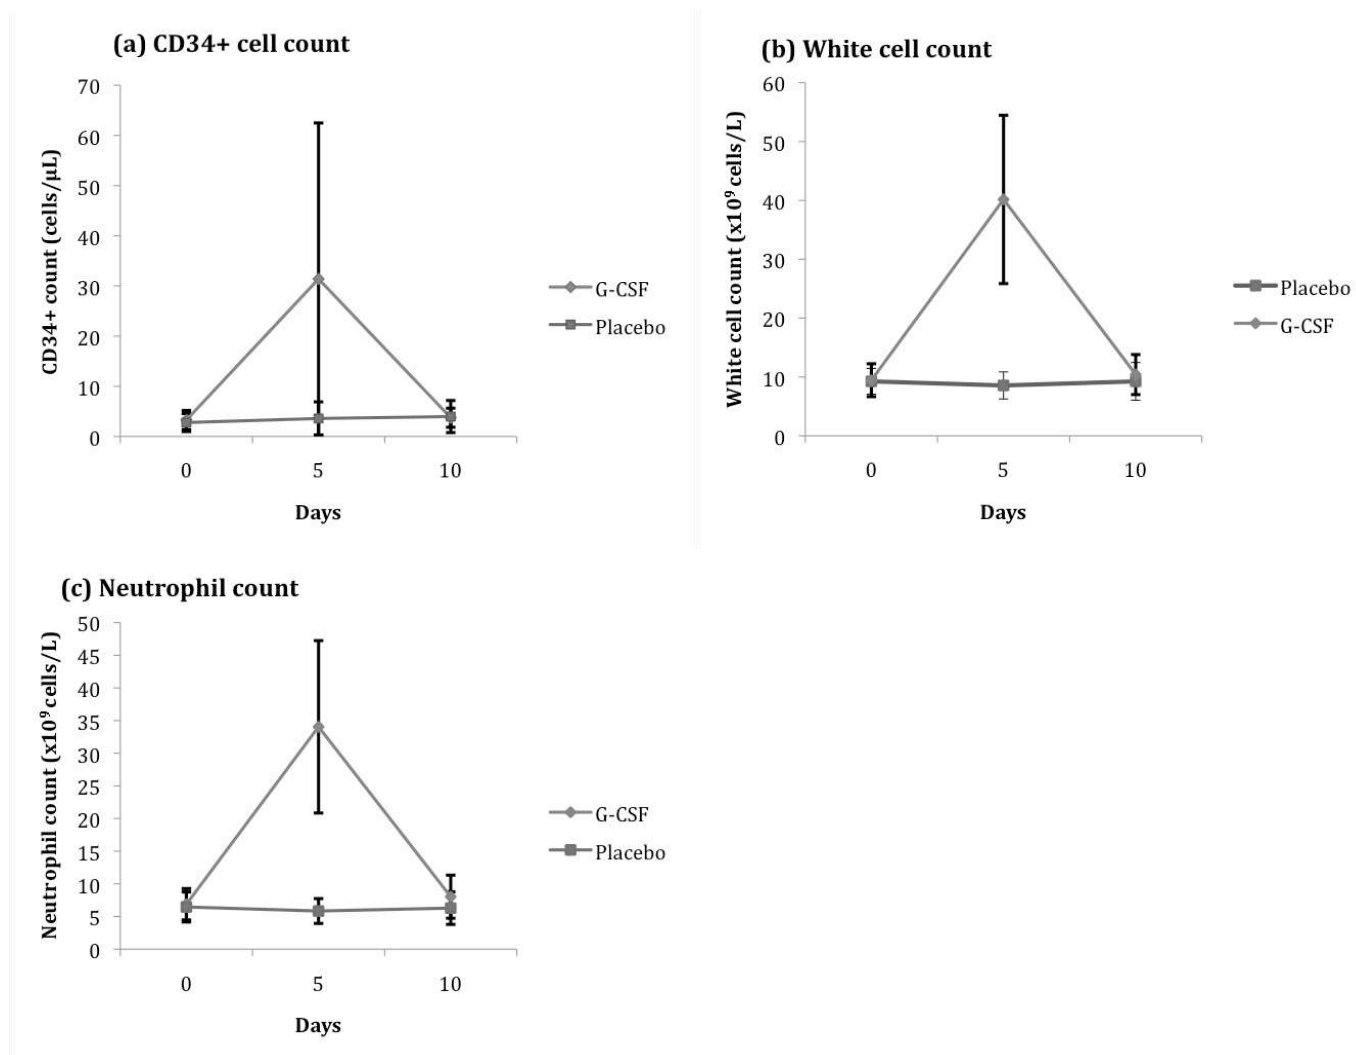 (a) CD34+ cell count
CD34+ count (cells/µL)
70
60
50
40
30
20
10
0
0 5 10
Days
G-CSF
Placebo
(b) White cell count
White cell count (x10⁹ cells/L)
60
50
40
30
20
10
0
0 5 10
Days
Placebo
G-CSF
(c) Neutrophil count
Neutrophil count (x10⁹ cells/L)
50
45
40
35
30
25
20
15
10
5
0
0 5 10
Days
G-CSF
Placebo